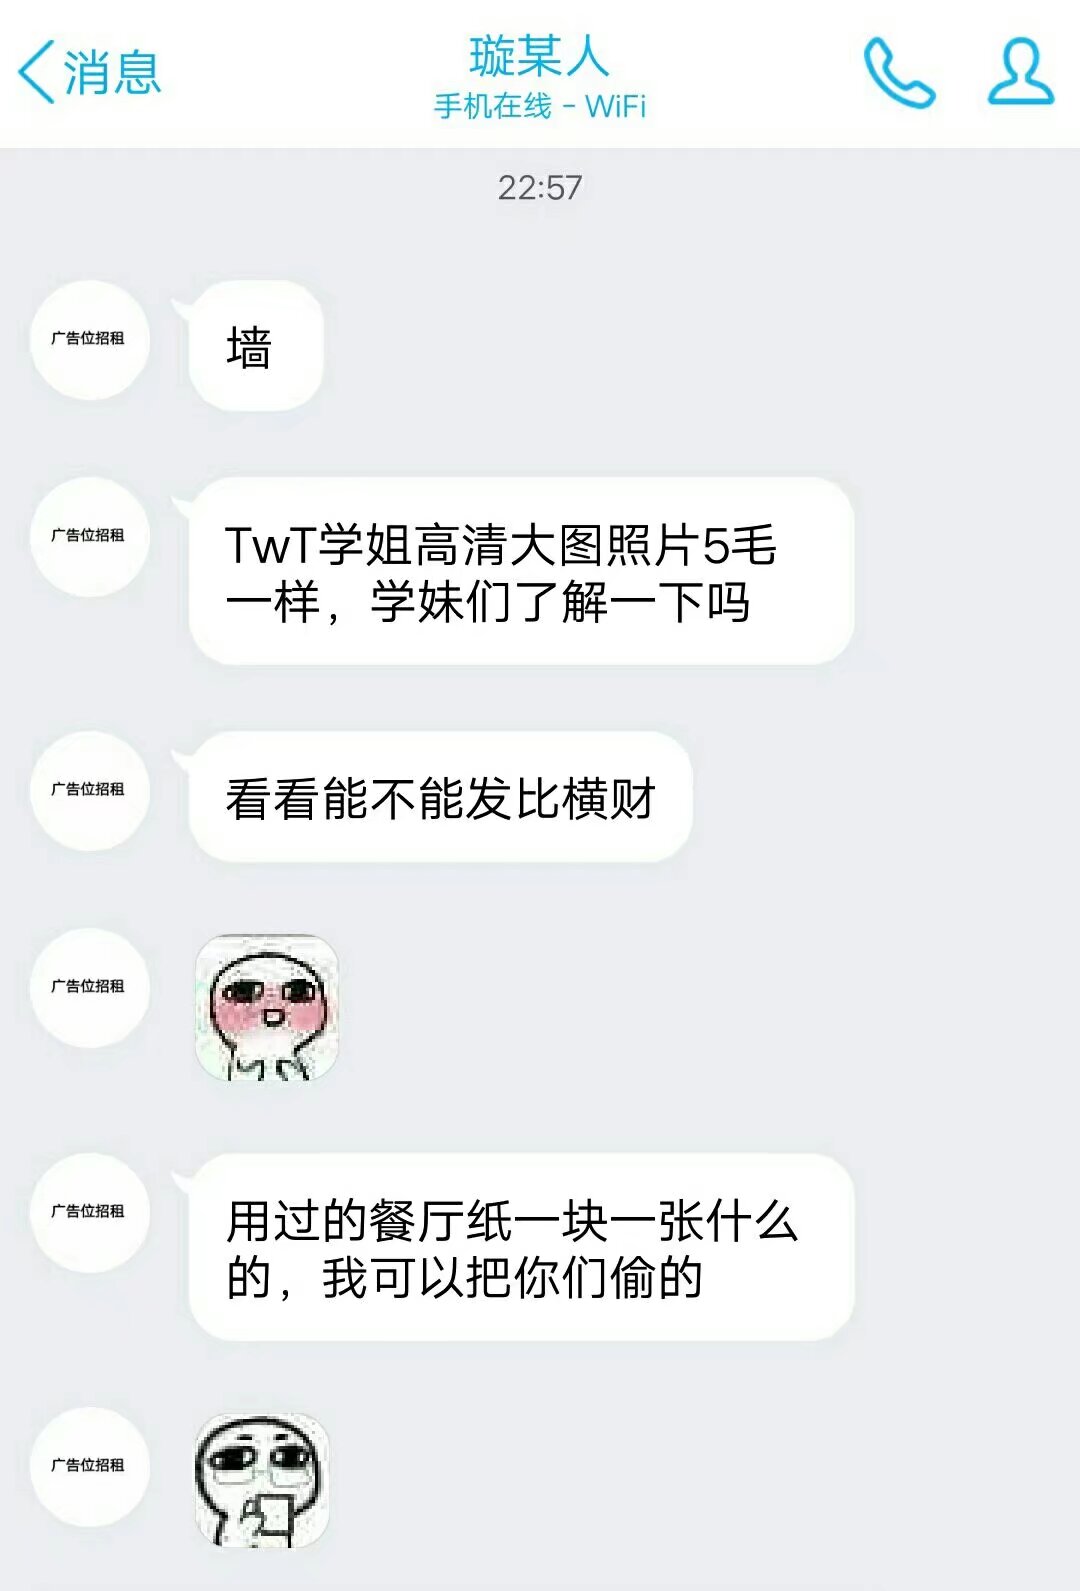 消息
璇某人
手机在线 - WiFi
22:57
广告位招租
墙
广告位招租
TwT学姐高清大图照片5毛
一样，学妹们了解一下吗
广告位招租
看看能不能发比横财
广告位招租
广告位招租
用过的餐厅纸一块一张什么
的，我可以把你们偷的
广告位招租